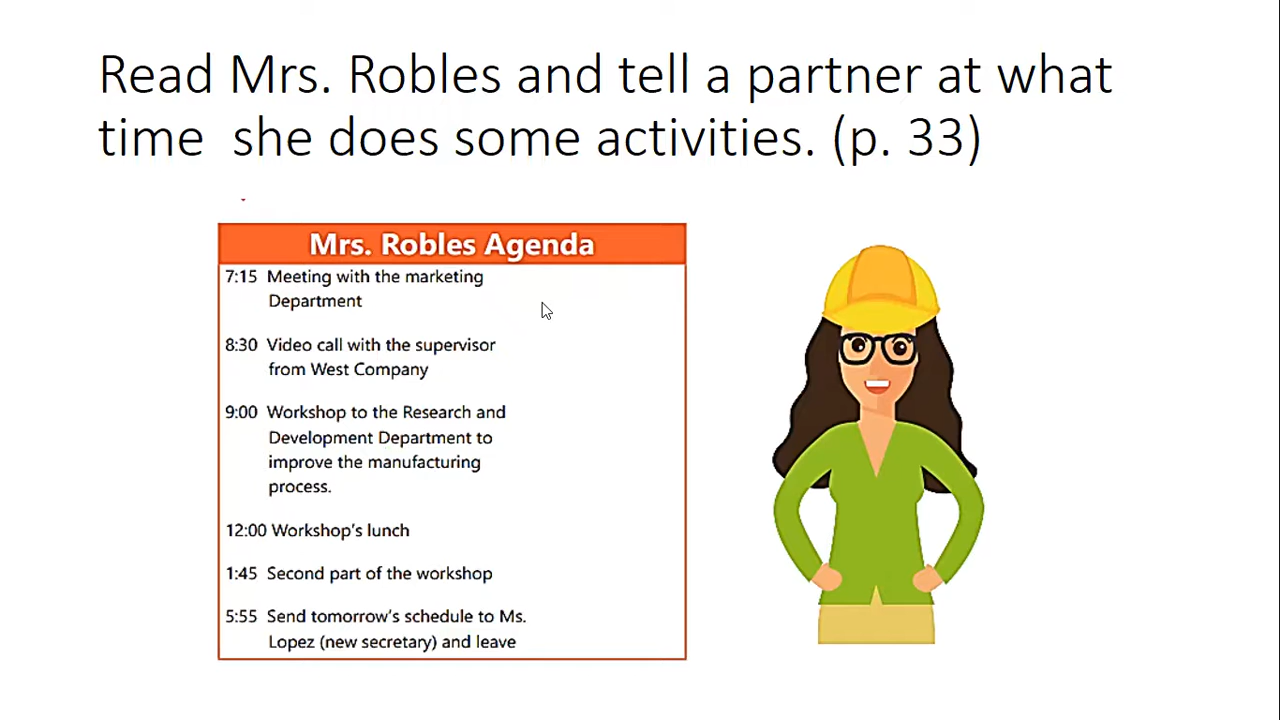 Read Mrs. Robles and tell a partner at what
time  she does some activities. (p. 33)
Mrs. Robles Agenda
7:15 Meeting with the marketing
Department
8:30 Video call with the supervisor
from West Company
9:00 Workshop to the Research and
Development Department to
improve the manufacturing
process.
12:00 Workshop's lunch
1:45 Second part of the workshop
5:55 Send tomorrow's schedule to Ms.
Lopez (new secretary) and leave